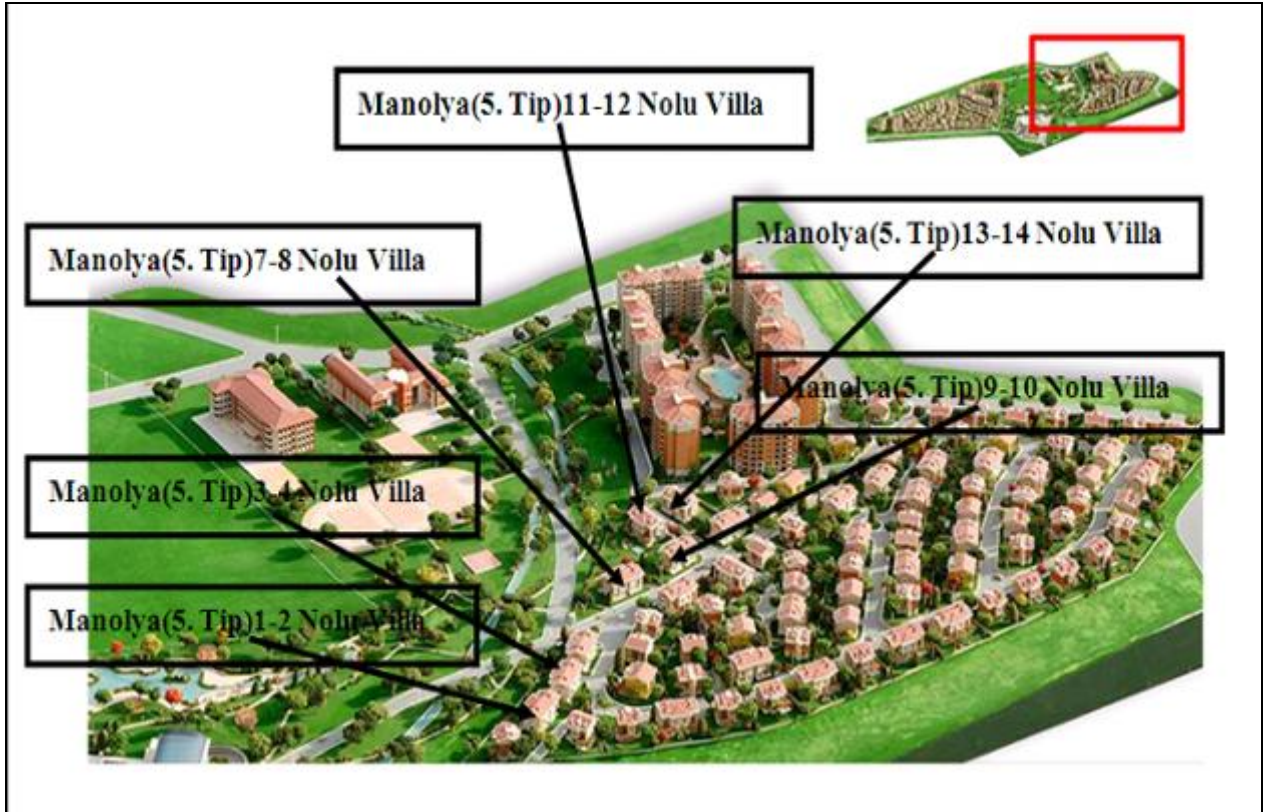 Manolya(5. Tip)11-12 Nolu Villa
Manolya(5. Tip)13-14 Nolu Villa
Manolya(5. Tip)7-8 Nolu Villa
Manolya(5. Tip)9-10 Nolu Villa
Manolya(5. Tip)3-4 Nolu Villa
Manolya(5. Tip)1-2 Nolu Villa